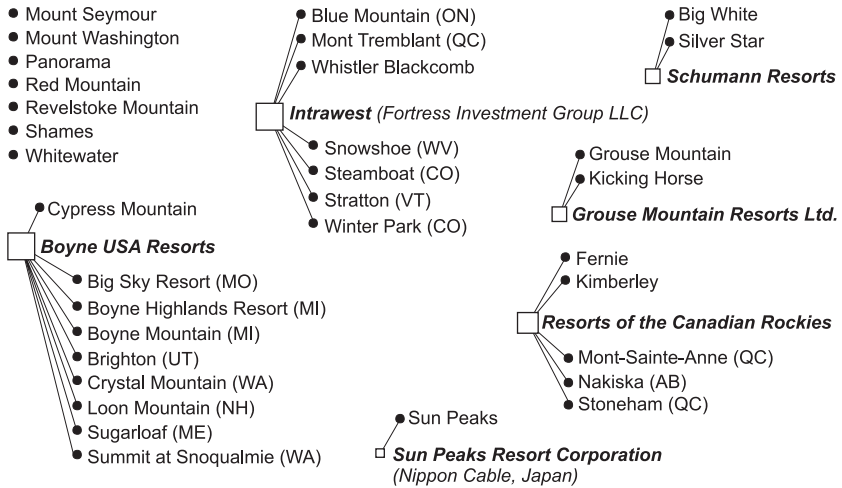 Mount Seymour
Mount Washington
Panorama
Red Mountain
Revelstoke Mountain
Shames
Whitewater
Blue Mountain (ON)
Mont Tremblant (QC)
Whistler Blackcomb
Intrawest (Fortress Investment Group LLC)
Snowshoe (WV)
Steamboat (CO)
Stratton (VT)
Winter Park (CO)
Big White
Silver Star
Schumann Resorts
Grouse Mountain
Kicking Horse
Grouse Mountain Resorts Ltd.
Cypress Mountain
Boyne USA Resorts
Big Sky Resort (MO)
Boyne Highlands Resort (MI)
Boyne Mountain (MI)
Brighton (UT)
Crystal Mountain (WA)
Loon Mountain (NH)
Sugarloaf (ME)
Summit at Snoqualmie (WA)
Fernie
Kimberley
Resorts of the Canadian Rockies
Mont-Sainte-Anne (QC)
Nakiska (AB)
Stoneham (QC)
Sun Peaks
Sun Peaks Resort Corporation
(Nippon Cable, Japan)